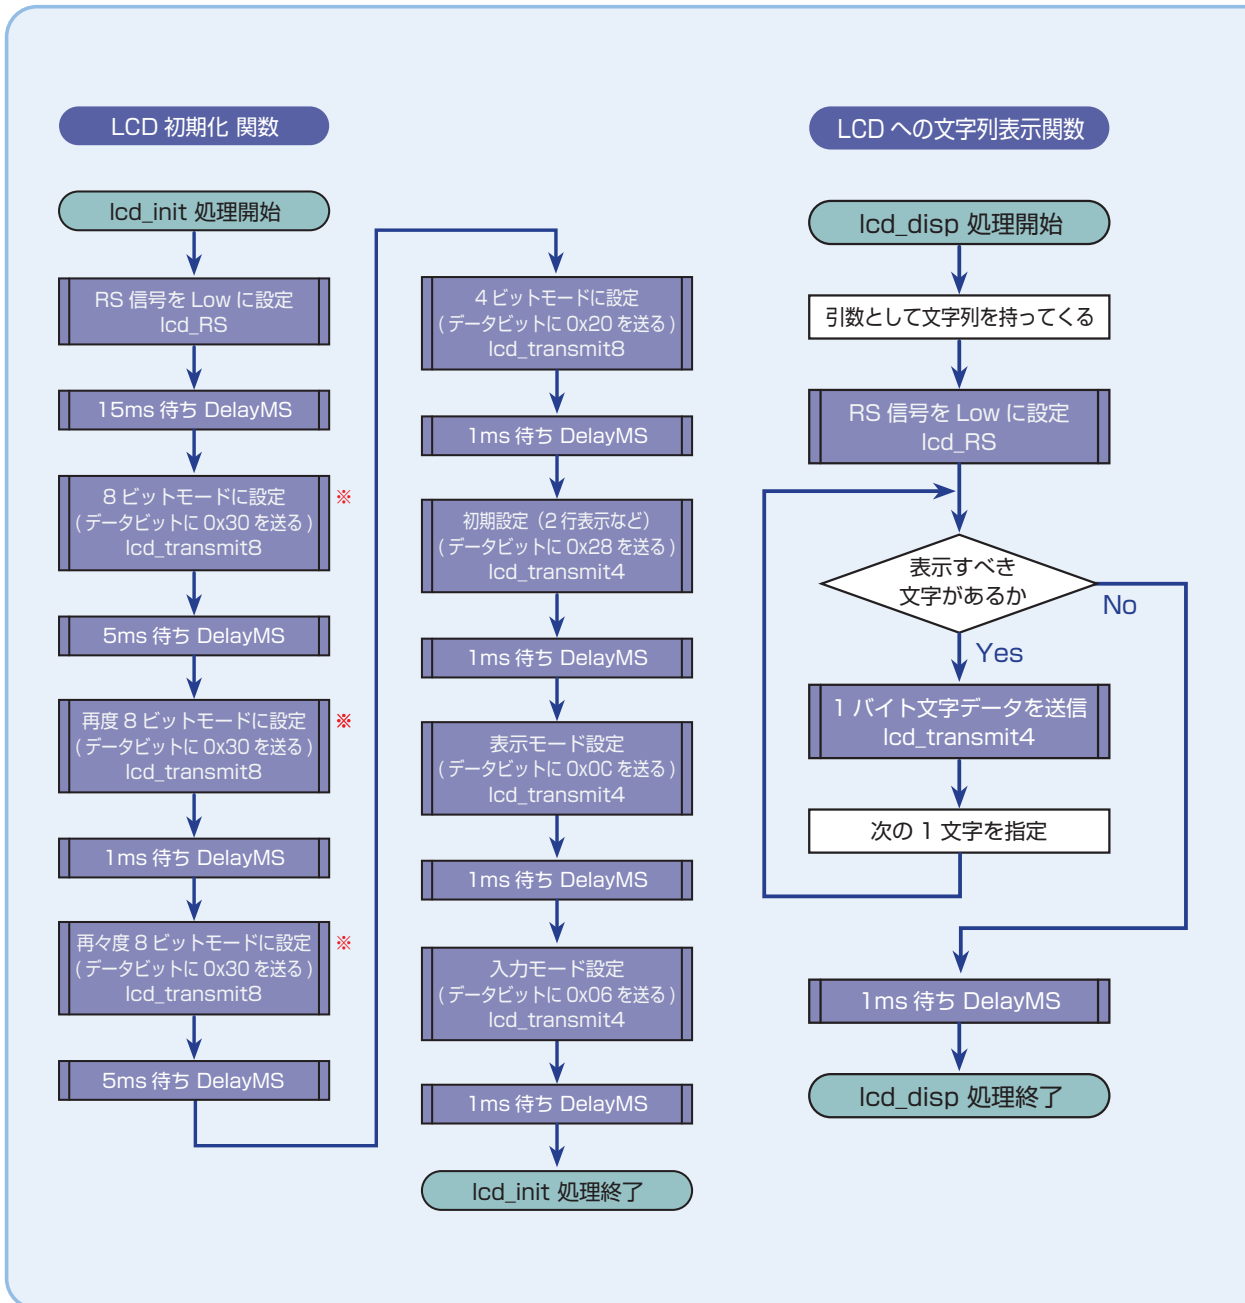 LCD 初期化 関数
lcd_init 処理開始
RS 信号を Low に設定
lcd_RS
15ms 待ち DelayMS
8 ビットモードに設定
( データビットに 0x30 を送る )
lcd_transmit8
※
5ms 待ち DelayMS
再度 8 ビットモードに設定
( データビットに 0x30 を送る )
lcd_transmit8
※
1ms 待ち DelayMS
再々度 8 ビットモードに設定
( データビットに 0x30 を送る )
lcd_transmit8
※
5ms 待ち DelayMS
4 ビットモードに設定
( データビットに 0x20 を送る )
lcd_transmit8
1ms 待ち DelayMS
初期設定（2 行表示など）
( データビットに 0x28 を送る )
lcd_transmit4
1ms 待ち DelayMS
表示モード設定
( データビットに 0x0C を送る )
lcd_transmit4
1ms 待ち DelayMS
入力モード設定
( データビットに 0x06 を送る )
lcd_transmit4
1ms 待ち DelayMS
lcd_init 処理終了
LCD への文字列表示関数
lcd_disp 処理開始
引数として文字列を持ってくる
RS 信号を Low に設定
lcd_RS
表示すべき
文字があるか
No
Yes
1 バイト文字データを送信
lcd_transmit4
次の 1 文字を指定
1ms 待ち DelayMS
lcd_disp 処理終了